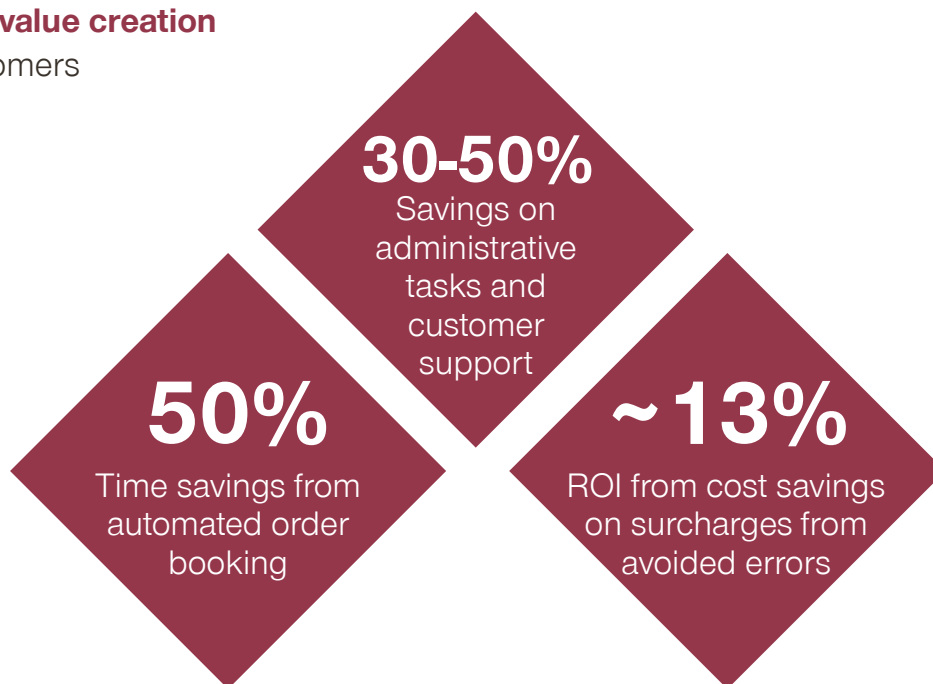 value creation
omers
30-50%
Savings on
administrative
tasks and
customer
support
50%
Time savings from
automated order
booking
~13%
ROI from cost savings
on surcharges from
avoided errors